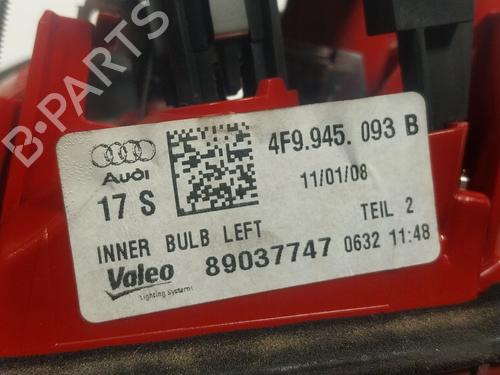 B-PARTS
Audi
4F9.945. 093 B
17 S
11/01/08
TEIL 2
INNER BULB LEFT
Valeo
89037747 0632 11:48
Lighting Systems